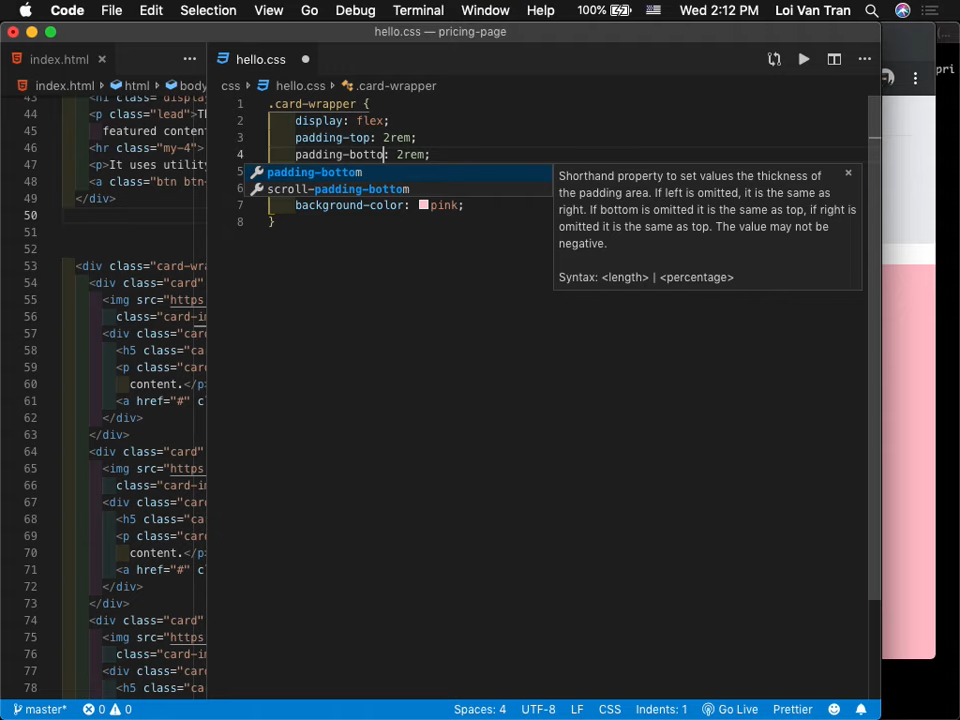 Code File Edit Selection View Go Debug Terminal Window Help 100% Wed 2:12 PM Loi Van Tran
hello.css — pricing-page
index.html
hello.css
index.html html body
css hello.css .card-wrapper
43 <h1 class="display
44 <p class="lead">Th
45 featured content
46 <hr class="my-4">
47 <p>It uses utility
48 <a class="btn btn-
49 </div>
50
51
52
53 <div class="card-wra
54 <div class="card"
55 <img src="https
56 class="card-im
57 <div class="car
58 <h5 class="ca
59 <p class="car
60 content.</p>
61 <a href="#" cl
62 </div>
63 </div>
64 <div class="card"
65 <img src="https
66 class="card-im
67 <div class="car
68 <h5 class="ca
69 <p class="car
70 content.</p>
71 <a href="#" cl
72 </div>
73 </div>
74 <div class="card"
75 <img src="https
76 class="card-im
77 <div class="car
78 <h5 class="ca
1 .card-wrapper {
2 display: flex;
3 padding-top: 2rem;
4 padding-botto: 2rem;
5 padding-bottom
6 scroll-padding-bottom
7 background-color: pink;
8 }
Shorthand property to set values the thickness of
the padding area. If left is omitted, it is the same as
right. If bottom is omitted it is the same as top, if right is
omitted it is the same as top. The value may not be
negative.
Syntax: <length> | <percentage>
pri
master* 0 0 Spaces: 4 UTF-8 LF CSS Indents: 1 Go Live Prettier